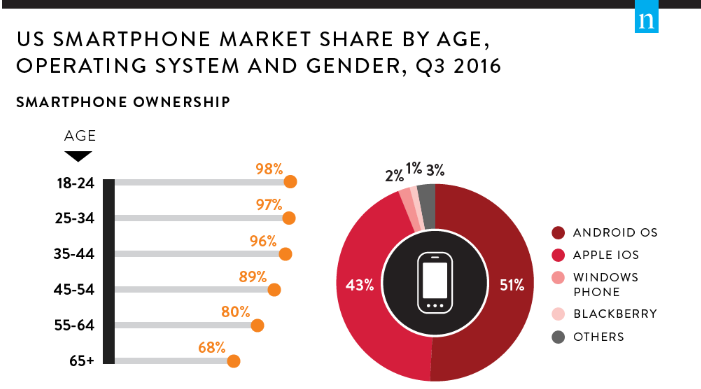 n
US SMARTPHONE MARKET SHARE BY AGE,
OPERATING SYSTEM AND GENDER, Q3 2016
SMARTPHONE OWNERSHIP
AGE
18-24 98%
25-34 97%
35-44 96%
45-54 89%
55-64 80%
65+ 68%
2% 1% 3%
43% 51%
ANDROID OS
APPLE IOS
WINDOWS
PHONE
BLACKBERRY
OTHERS